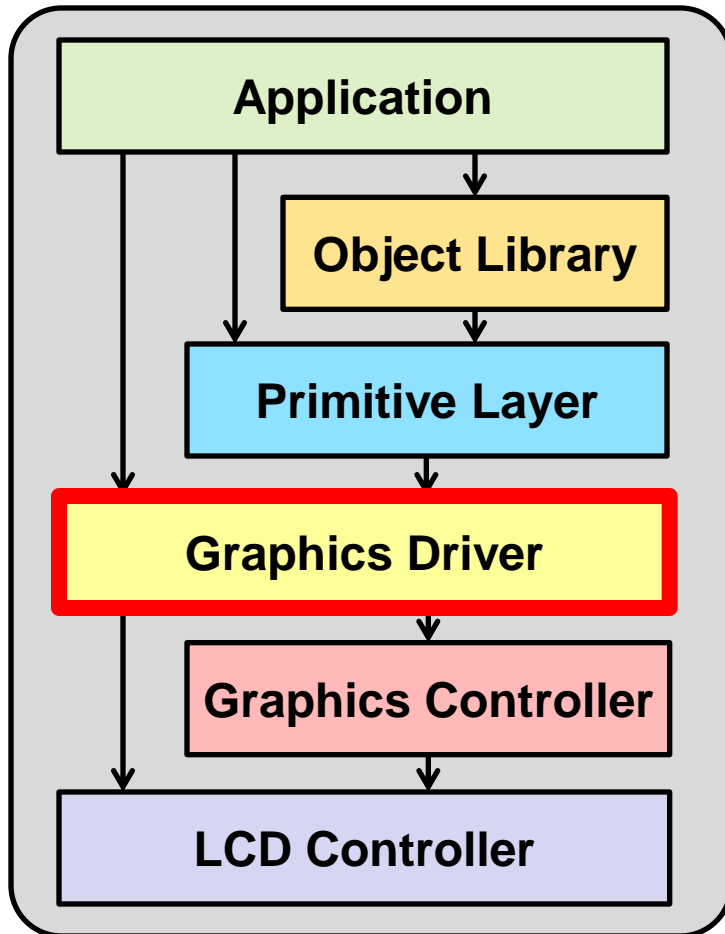 Application
Object Library
Primitive Layer
Graphics Driver
Graphics Controller
LCD Controller